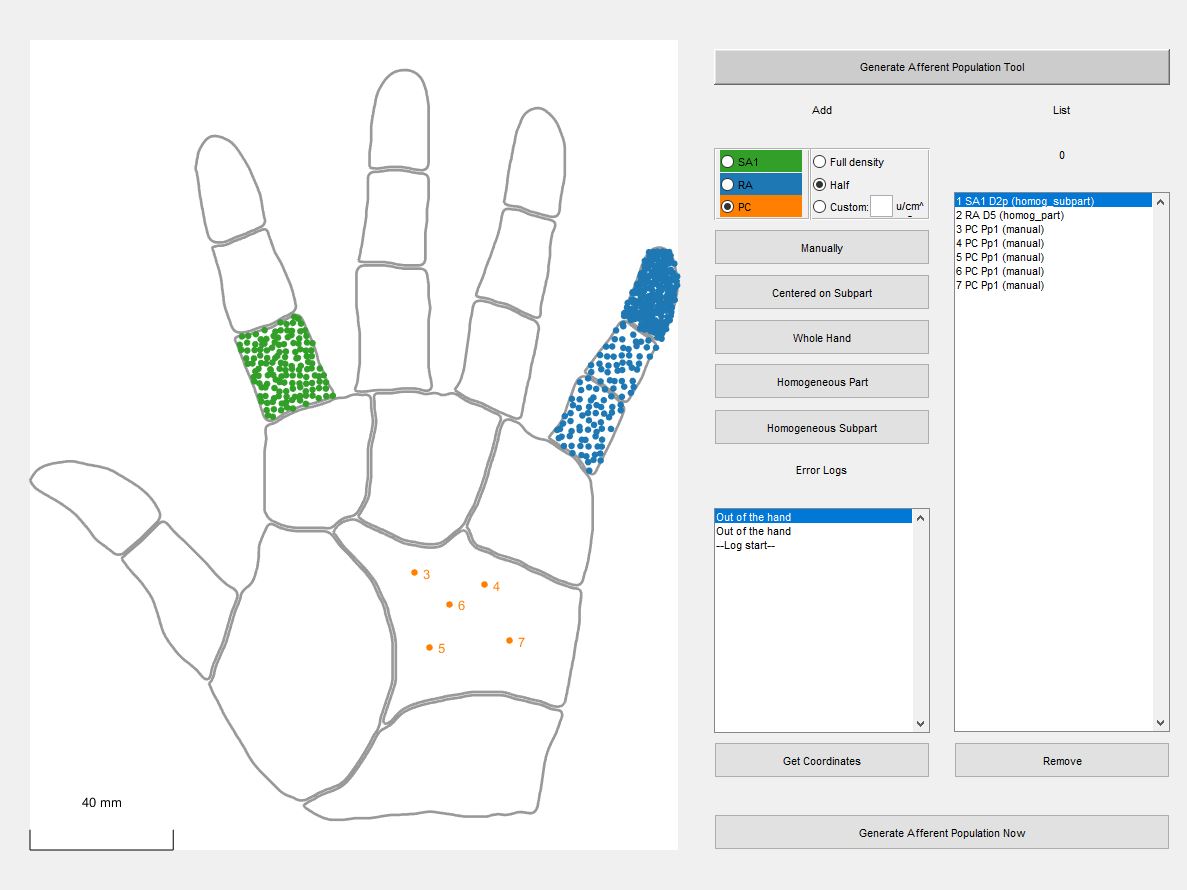 Generate Afferent Population Tool
Add
List
SA1
RA
PC
Full density
Half
Custom:
u/cm^
0
Manually
Centered on Subpart
Whole Hand
Homogeneous Part
Homogeneous Subpart
Error Logs
Out of the hand
Out of the hand
--Log start--
Get Coordinates
1 SA1 D2p (homog_subpart)
2 RA D5 (homog_part)
3 PC Pp1 (manual)
4 PC Pp1 (manual)
5 PC Pp1 (manual)
6 PC Pp1 (manual)
7 PC Pp1 (manual)
Remove
Generate Afferent Population Now
3
4
6
7
5
40 mm